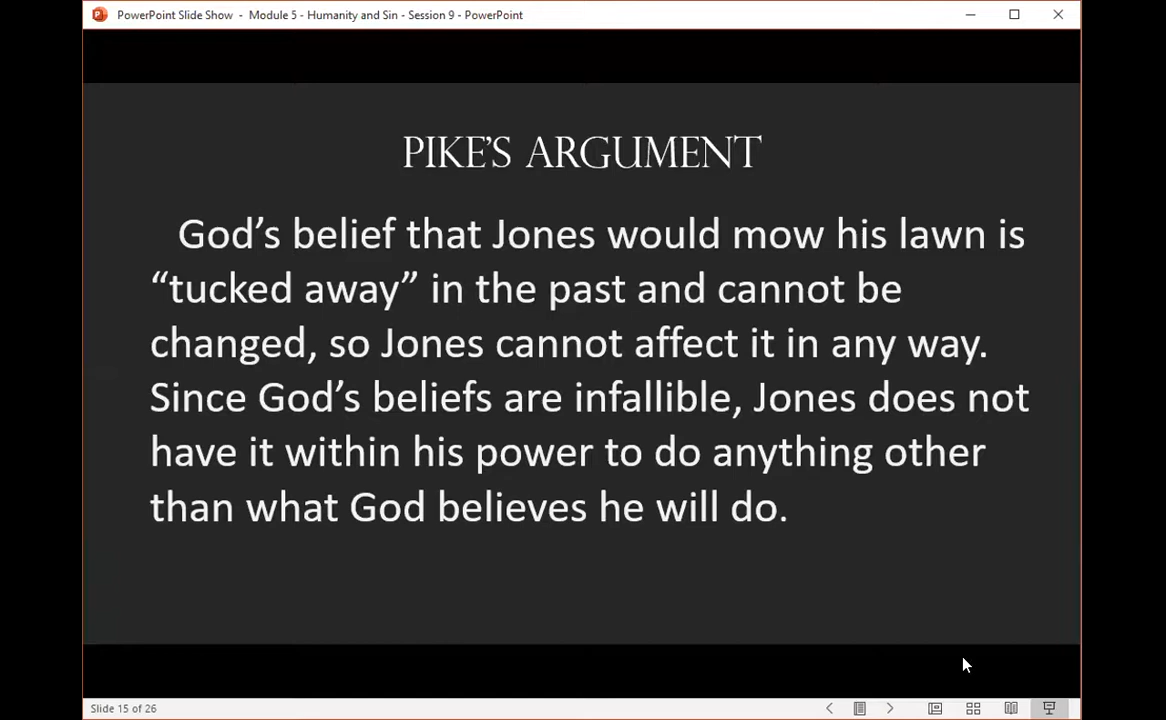 PowerPoint Slide Show - Module 5 - Humanity and Sin - Session 9 - PowerPoint
PIKE'S ARGUMENT
God's belief that Jones would mow his lawn is
“tucked away” in the past and cannot be
changed, so Jones cannot affect it in any way.
Since God's beliefs are infallible, Jones does not
have it within his power to do anything other
than what God believes he will do.
Slide 15 of 26